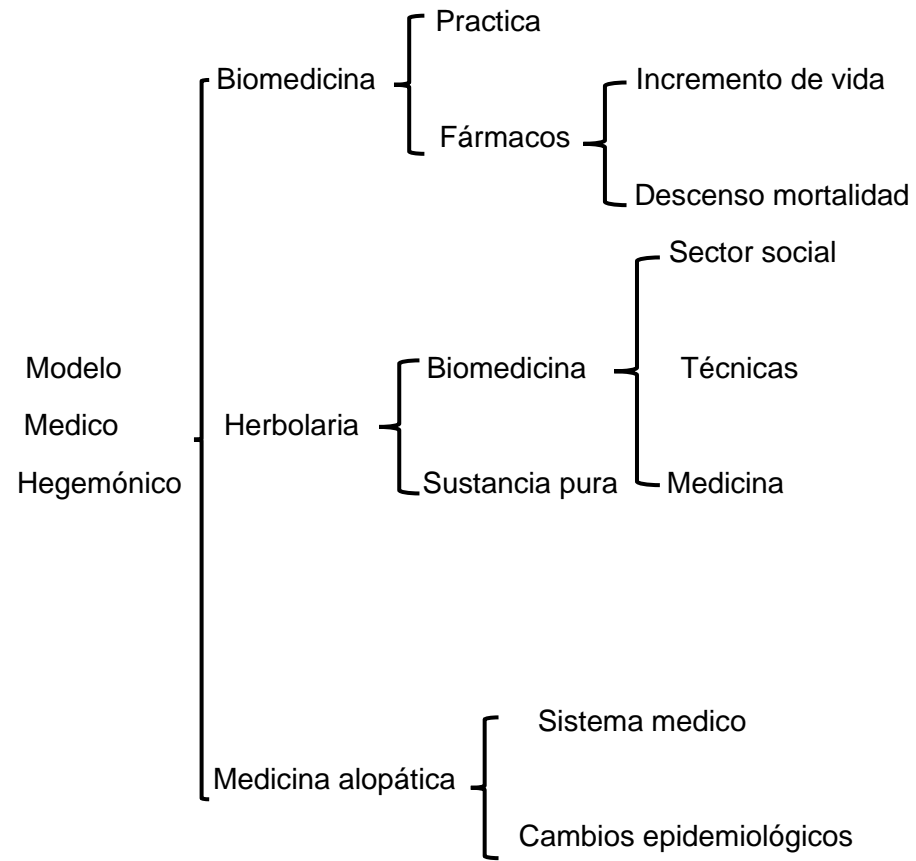 Practica
Biomedicina
Incremento de vida
Fármacos
Descenso mortalidad
Sector social
Modelo
Medico
Hegemónico
Biomedicina
Técnicas
Herbolaria
Sustancia pura
Medicina
Sistema medico
Medicina alopática
Cambios epidemiológicos